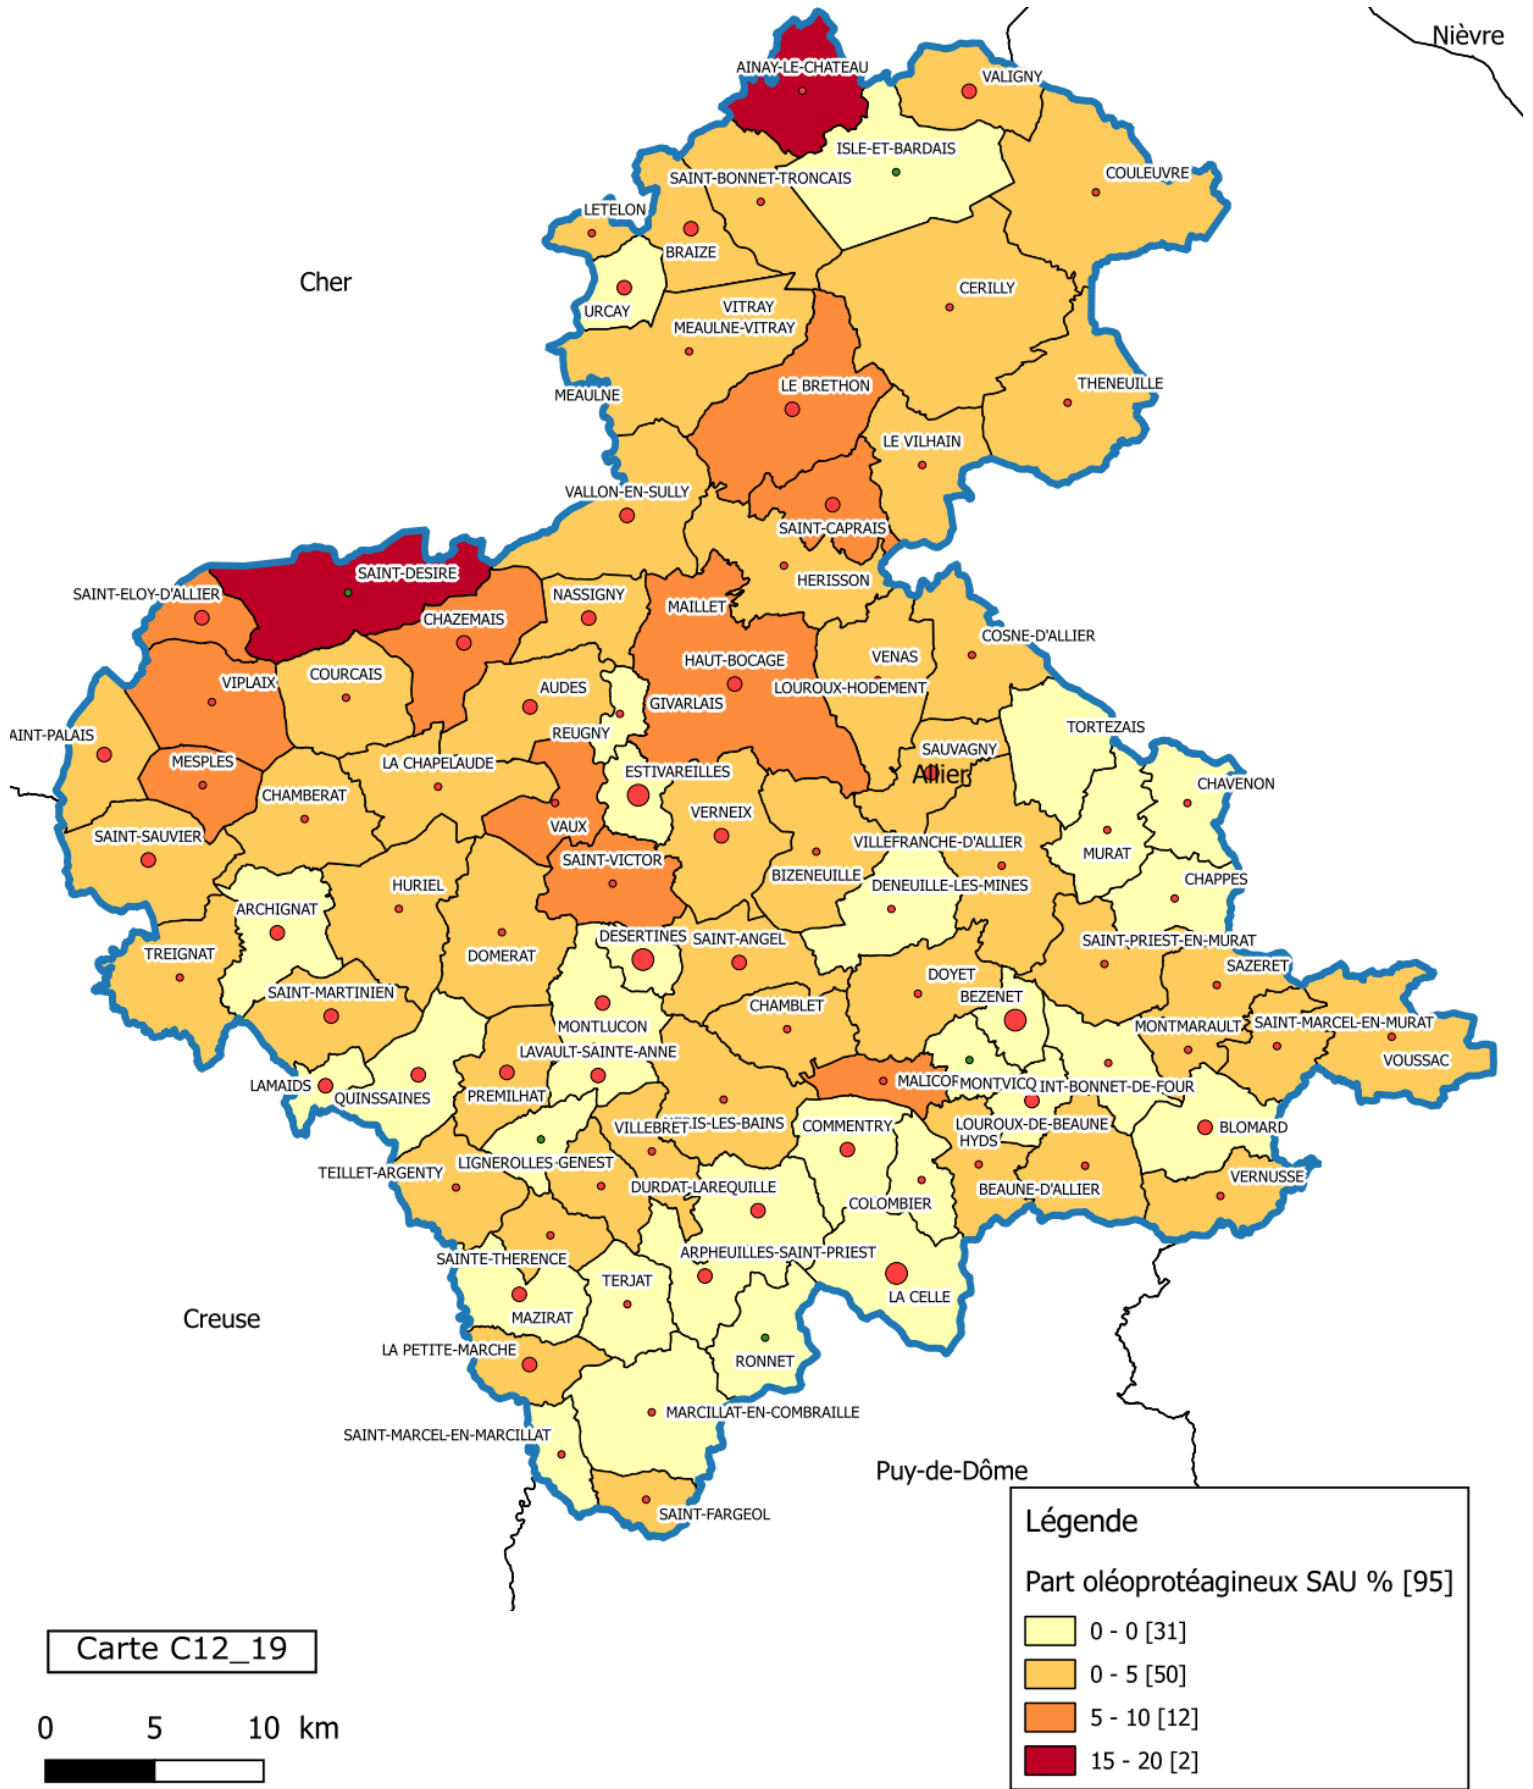 Nièvre
AINAY-LE-CHATEAU
VALIGNY
ISLE-ET-BARDAIS
COULEUVRE
SAINT-BONNET-TRONCAIS
LETELON
BRAIZE
Cher
CERILLY
URCAY
VITRAY
MEAULNE-VITRAY
LE BRETHON
THENEUILLE
MEAULNE
LE VILHAIN
VALLON-EN-SULLY
SAINT-CAPRAIS
SAINT-DESIRE
HERISSON
SAINT-ELOY-D'ALLIER
NASSIGNY
MAILLET
CHAZEMAIS
COSNE-D'ALLIER
VENAS
HAUT-BOCAGE
COURCAIS
VIPLAIX
AUDES
LOUROUX-HODEMENT
GIVARLAIS
TORTEZAIS
REUGNY
AINT-PALAIS
SAUVAGNY
MESPLES
LA CHAPELAUDE
ESTIVAREILLES
Allier
CHAVENON
CHAMBERAT
VERNEIX
VAUX
SAINT-SAUVIER
VILLEFRANCHE-D'ALLIER
MURAT
SAINT-VICTOR
BIZENEUILLE
CHAPPES
HURIEL
DENEUILLE-LES-MINES
ARCHIGNAT
DESERTINES
SAINT-ANGEL
SAINT-PRIEST-EN-MURAT
TREIGNAT
DOMERAT
SAZERET
DOYET
SAINT-MARTINIEN
BEZENET
CHAMBLET
MONTLUCON
MONTMARAULT
SAINT-MARCEL-EN-MURAT
LAVAULT-SAINTE-ANNE
VOUSSAC
MALICOR
MONTVICQ
INT-BONNET-DE-FOUR
LAMAIDS
QUINSSAINES
PREMILHAT
VILLEBRET
RIS-LES-BAINS
COMMENTRY
LOUROUX-DE-BEAUNE
BLOMARD
HYDS
LIGNEROLLES
-GENEST
TEILLET-ARGENTY
VERNUSSE
DURDAT-LAREQUILLE
BEAUNE-D'ALLIER
COLOMBIER
SAINTE-THERENCE
ARPHEUILLES-SAINT-PRIEST
TERJAT
LA CELLE
Creuse
MAZIRAT
LA PETITE-MARCHE
RONNET
MARCILLAT-EN-COMBRAILLE
SAINT-MARCEL-EN-MARCILLAT
Puy-de-Dôme
SAINT-FARGEOL
Légende
Part oléoprotéagineux SAU % [95]
0 - 0 [31]
0 - 5 [50]
5 - 10 [12]
15 - 20 [2]
Carte C12_19
0 5 10 km